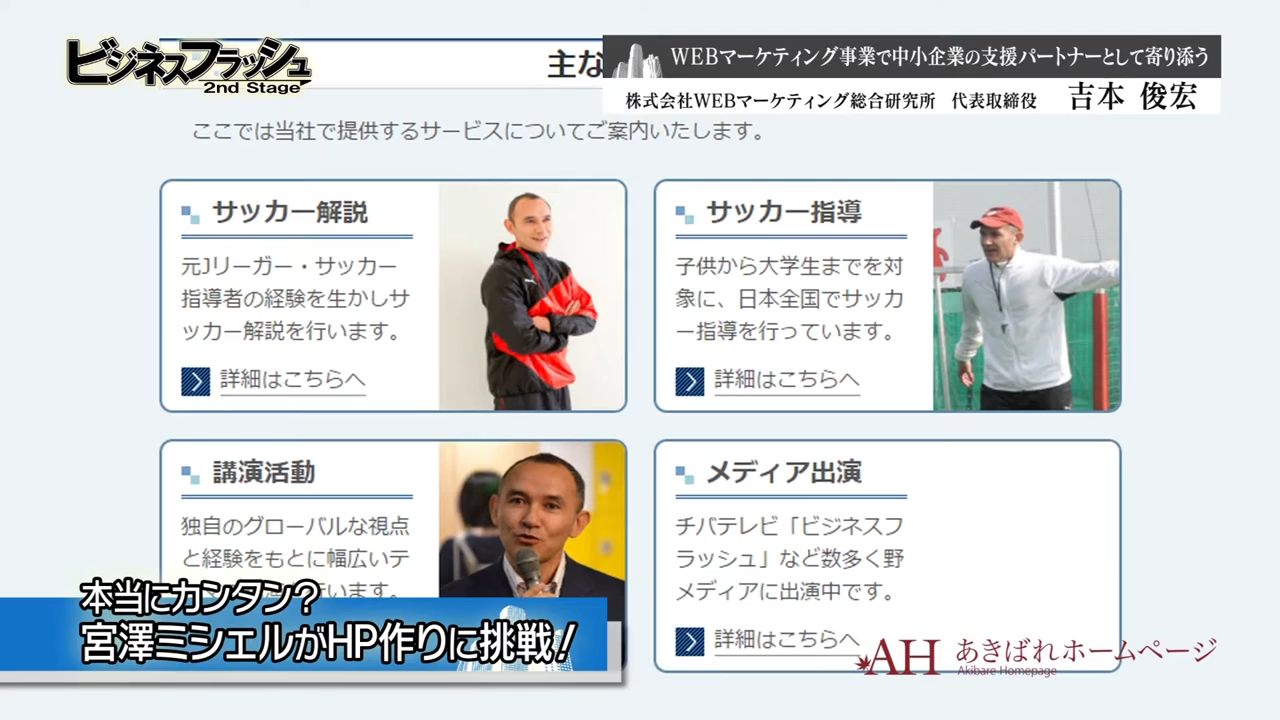 ビジネスフラッシュ
2nd Stage
主な
WEBマーケティング事業で中小企業の支援パートナーとして寄り添う
株式会社WEBマーケティング総合研究所 代表取締役 吉本 俊宏
ここでは当社で提供するサービスについてご案内いたします。
サッカー解説
元Jリーガー・サッカー
指導者の経験を生かしサ
ッカー解説を行います。
詳細はこちらへ
サッカー指導
子供から大学生までを対
象に、日本全国でサッカ
ー指導を行っています。
詳細はこちらへ
講演活動
独自のグローバルな視点
と経験をもとに幅広いテ
います。
メディア出演
チバテレビ「ビジネスフ
ラッシュ」など数多く野
メディアに出演中です。
詳細はこちらへ
本当にカンタン？
宮澤ミシェルがHP作りに挑戦！
AH あきばれホームページ
Akibare Homepage